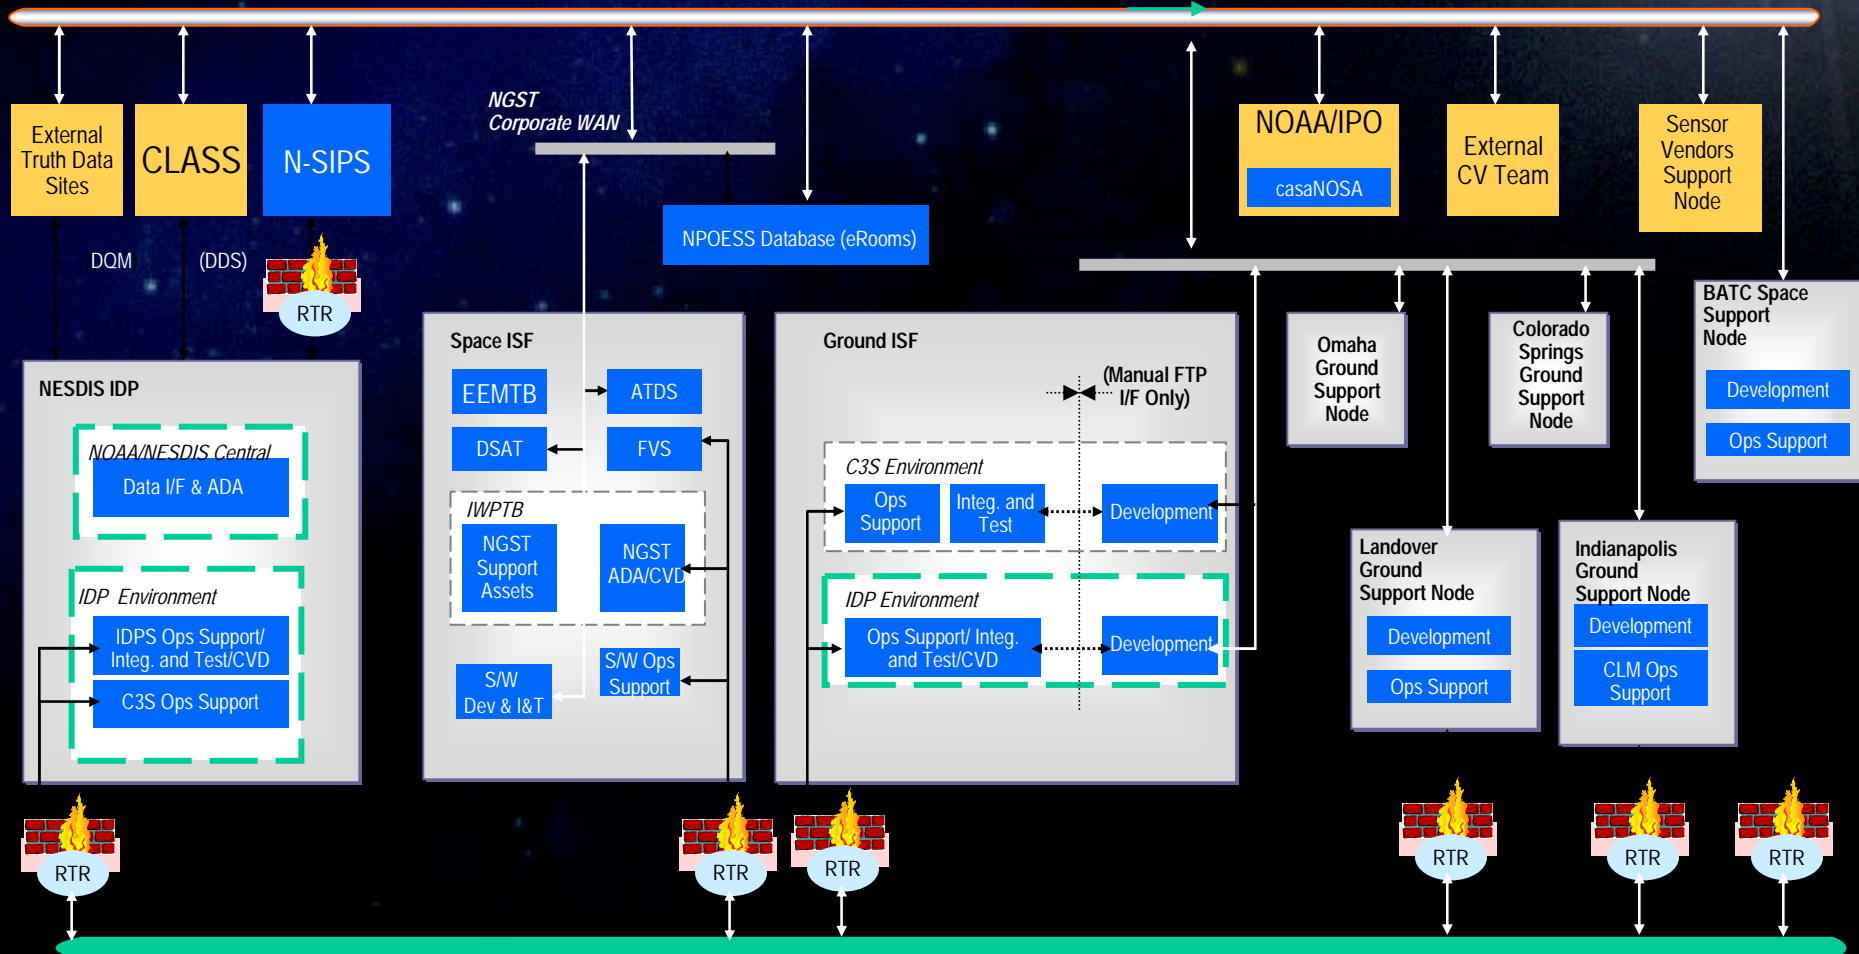 NGST
Corporate WAN
External
Truth Data
Sites
CLASS
N-SIPS
NOAA/IPO
casaNOSA
External
CV Team
Sensor
Vendors
Support
Node
NPOESS Database (eRooms)
DQM
(DDS)
RTR
NESDIS IDP
NOAA/NESDIS Central
Data I/F & ADA
IDP Environment
IDPS Ops Support/
Integ. and Test/CVD
C3S Ops Support
Space ISF
EEMTB
ATDS
DSAT
FVS
IWPTB
NGST
Support
Assets
NGST
ADA/CVD
S/W
Dev & I&T
S/W Ops
Support
Ground ISF
(Manual FTP
I/F Only)
C3S Environment
Ops
Support
Integ. and
Test
Development
IDP Environment
Ops Support/ Integ.
and Test/CVD
Development
Omaha
Ground
Support
Node
Colorado
Springs
Ground
Support
Node
BATC Space
Support
Node
Development
Ops Support
Landover
Ground
Support Node
Development
Ops Support
Indianapolis
Ground
Support Node
Development
CLM Ops
Support
RTR
RTR
RTR
RTR
RTR
RTR